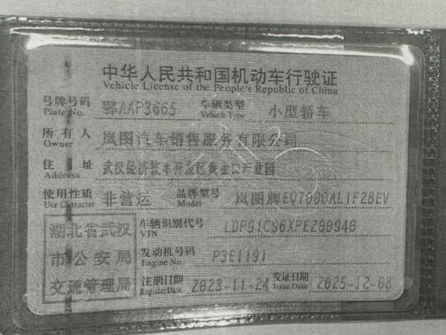 中华人民共和国机动车行驶证
Vehicle License of the People's Republic of China
号牌号码 鄂AAP3665 车辆类型 小型轿车
Plate No. Vehicle Type
所有人 岚图汽车销售服务有限公司
Owner
住址 武汉经济技术开发区黄金口产业园
Address
使用性质 非营运 品牌型号 岚图牌EQ7000AL1F2BEV
Use Character Model
湖北省武汉市公安局交通管理局
车辆识别代号 LDP91C96XPE200940
VIN
发动机号码 P3E1191
Engine No.
注册日期 2023-11-24 发证日期 2025-12-08
Register Date Issue Date